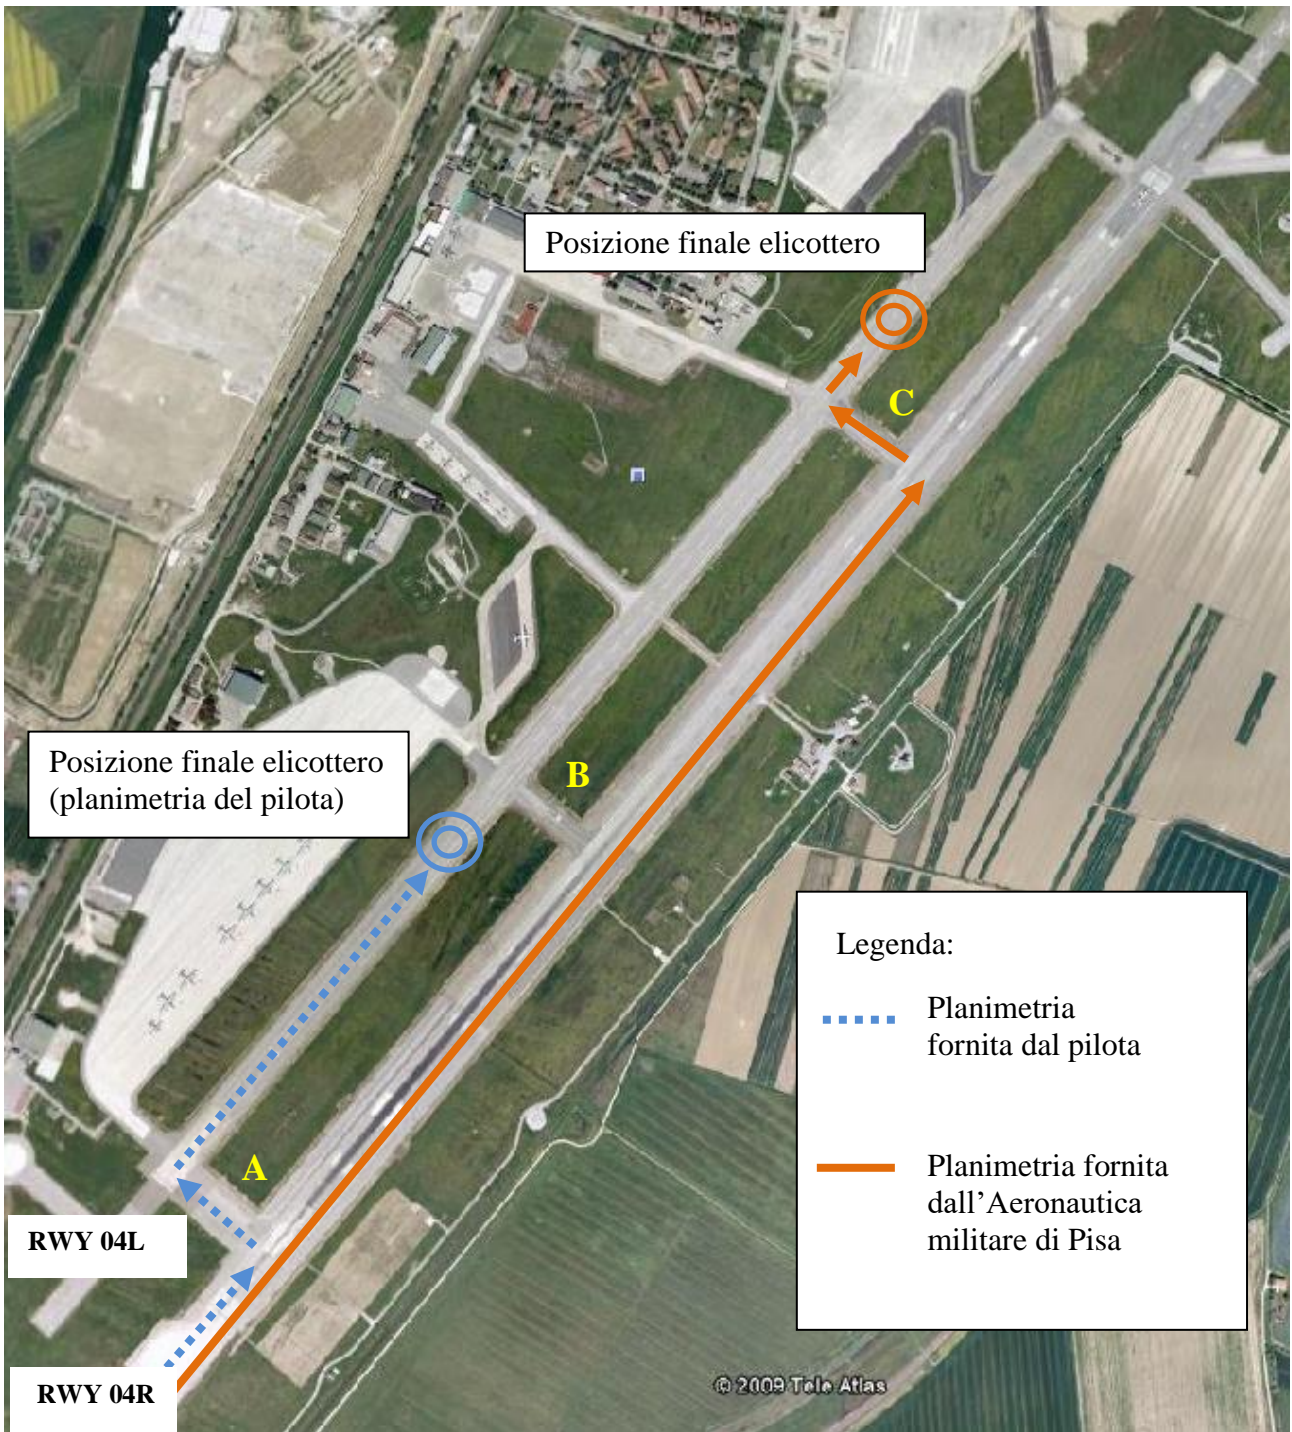 Posizione finale elicottero
C
Posizione finale elicottero
(planimetria del pilota)
B
Legenda:
Planimetria
fornita dal pilota
A
Planimetria fornita
dall’Aeronautica
militare di Pisa
RWY 04L
RWY 04R
© 2009 Tele Atlas